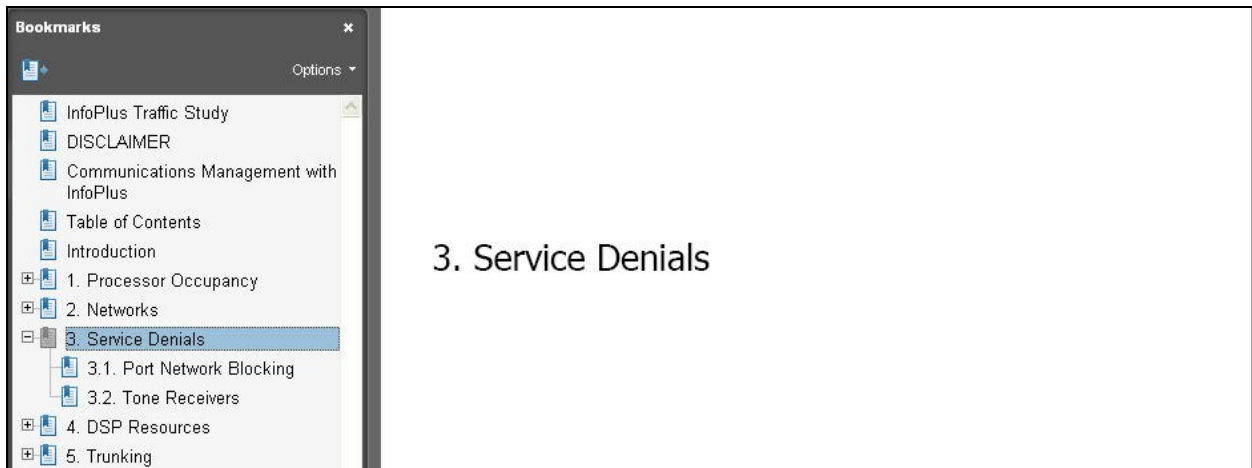 Bookmarks
Options
InfoPlus Traffic Study
DISCLAIMER
Communications Management with
InfoPlus
Table of Contents
Introduction
1. Processor Occupancy
2. Networks
3. Service Denials
3.1. Port Network Blocking
3.2. Tone Receivers
4. DSP Resources
5. Trunking
3. Service Denials